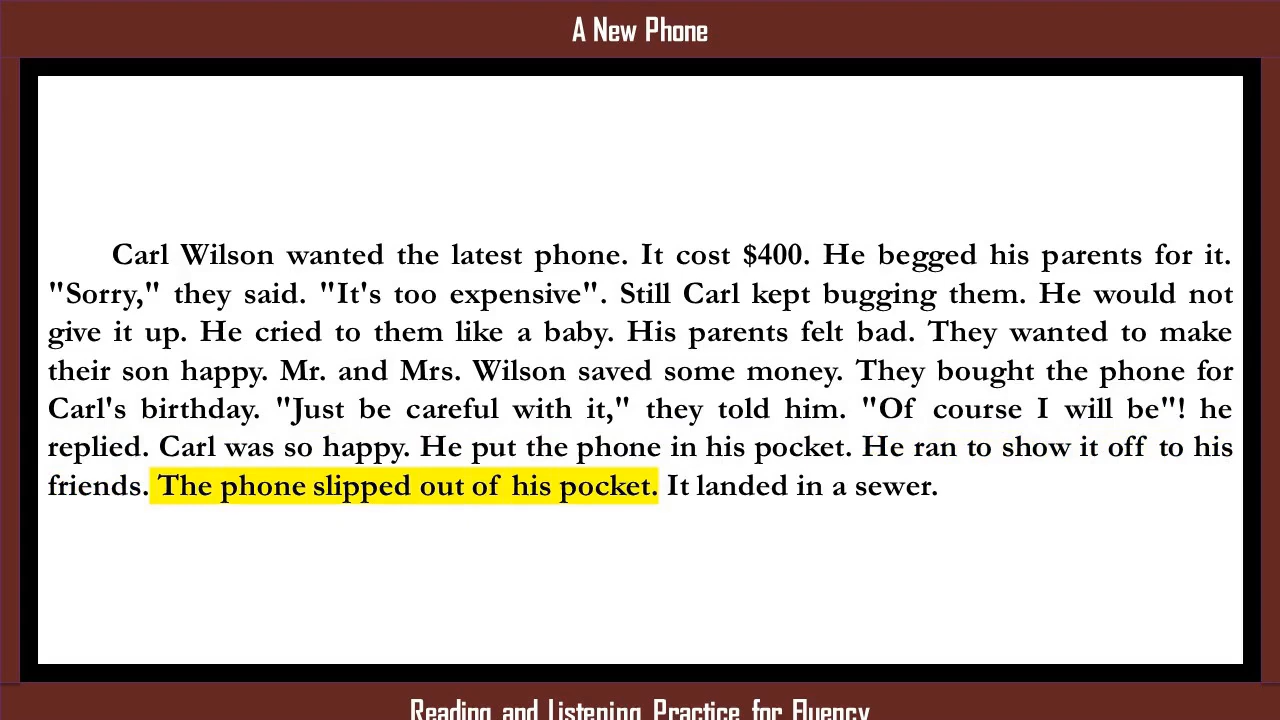 A New Phone
Carl Wilson wanted the latest phone. It cost $400. He begged his parents for it.
"Sorry," they said. "It's too expensive". Still Carl kept bugging them. He would not
give it up. He cried to them like a baby. His parents felt bad. They wanted to make
their son happy. Mr. and Mrs. Wilson saved some money. They bought the phone for
Carl's birthday. "Just be careful with it," they told him. "Of course I will be"! he
replied. Carl was so happy. He put the phone in his pocket. He ran to show it off to his
friends. The phone slipped out of his pocket. It landed in a sewer.
Reading and Listening Practice for Fluency